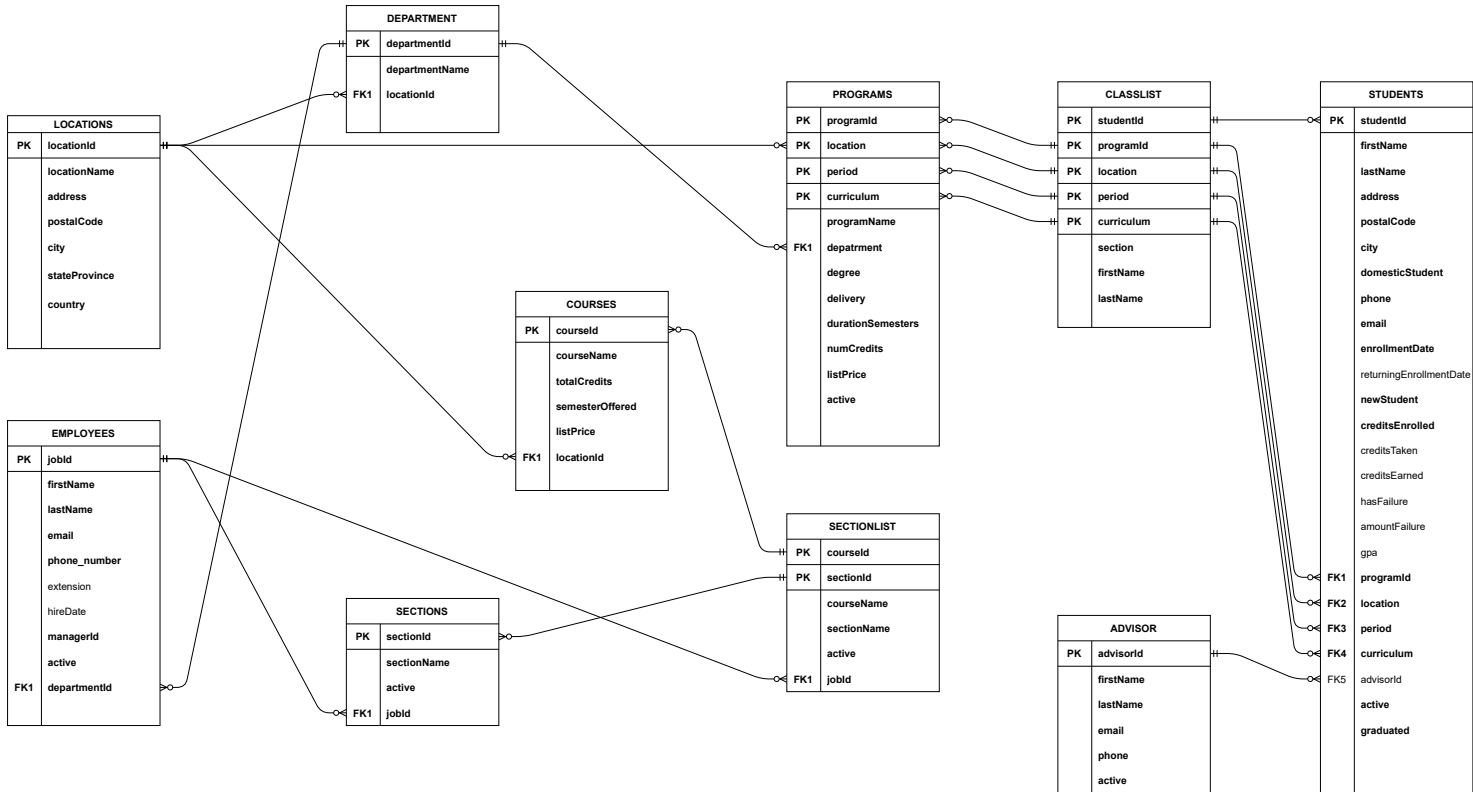 DEPARTMENT
PK departmentId
departmentName
FK1 locationId
LOCATIONS
PK locationId
locationName
address
postalCode
city
stateProvince
country
PROGRAMS
PK programId
PK location
PK period
PK curriculum
programName
FK1 depatrment
degree
delivery
durationSemesters
numCredits
listPrice
active
CLASSLIST
PK studentId
PK programId
PK location
PK period
PK curriculum
section
firstName
lastName
STUDENTS
PK studentId
firstName
lastName
address
postalCode
city
domesticStudent
phone
email
enrollmentDate
returningEnrollmentDate
newStudent
creditsEnrolled
creditsTaken
creditsEarned
hasFailure
amountFailure
gpa
FK1 programId
FK2 location
FK3 period
FK4 curriculum
FK5 advisorId
active
graduated
COURSES
PK courseId
courseName
totalCredits
semesterOffered
listPrice
FK1 locationId
EMPLOYEES
PK jobId
firstName
lastName
email
phone_number
extension
hireDate
managerId
active
FK1 departmentId
SECTIONS
PK sectionId
sectionName
active
FK1 jobId
SECTIONLIST
PK courseId
PK sectionId
courseName
sectionName
active
FK1 jobId
ADVISOR
PK advisorId
firstName
lastName
email
phone
active